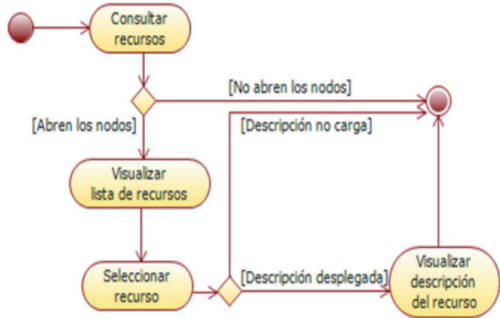 Consultar
recursos
[No abren los nodos]
[Abren los nodos]
[Descripción no carga]
Visualizar
lista de recursos
Seleccionar
recurso
[Descripción desplegada]
Visualizar
descripción
del recurso